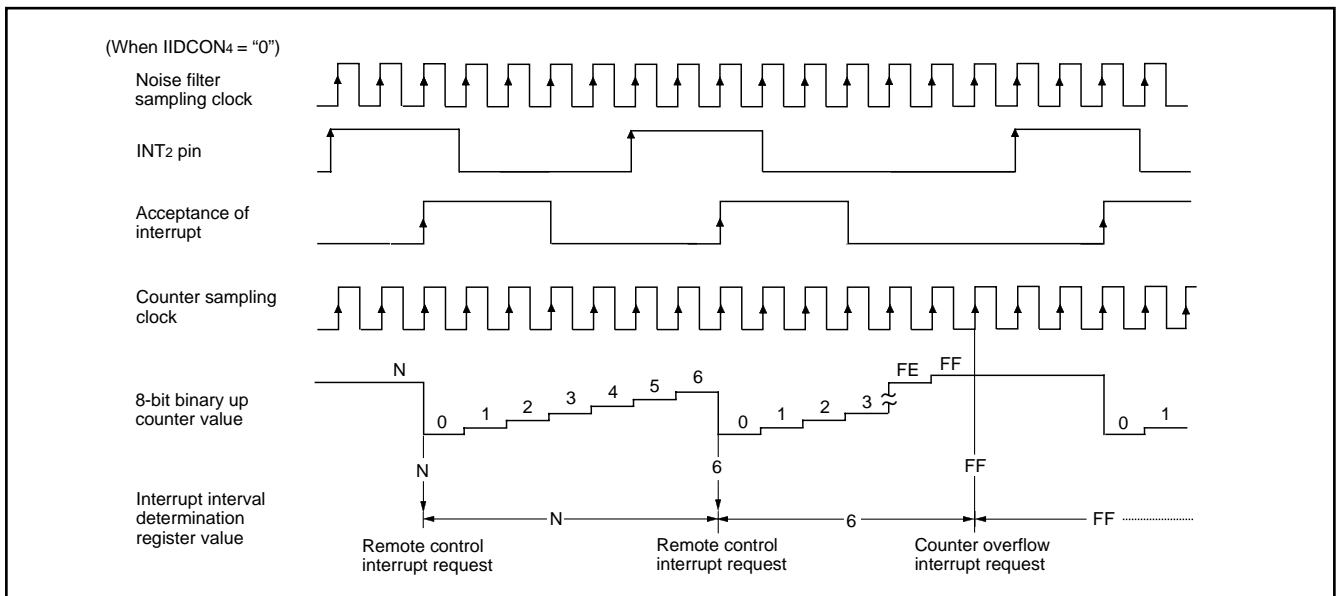 (When IIDCON4 = “0”)
Noise filter
sampling clock
INT2 pin
Acceptance of
interrupt
Counter sampling
clock
8-bit binary up
counter value
N
0
1
2
3
4
5
6
0
1
2
3
FE
FF
0
1
N
6
FF
Interrupt interval
determination
register value
N
6
FF
Remote control
interrupt request
Remote control
interrupt request
Counter overflow
interrupt request